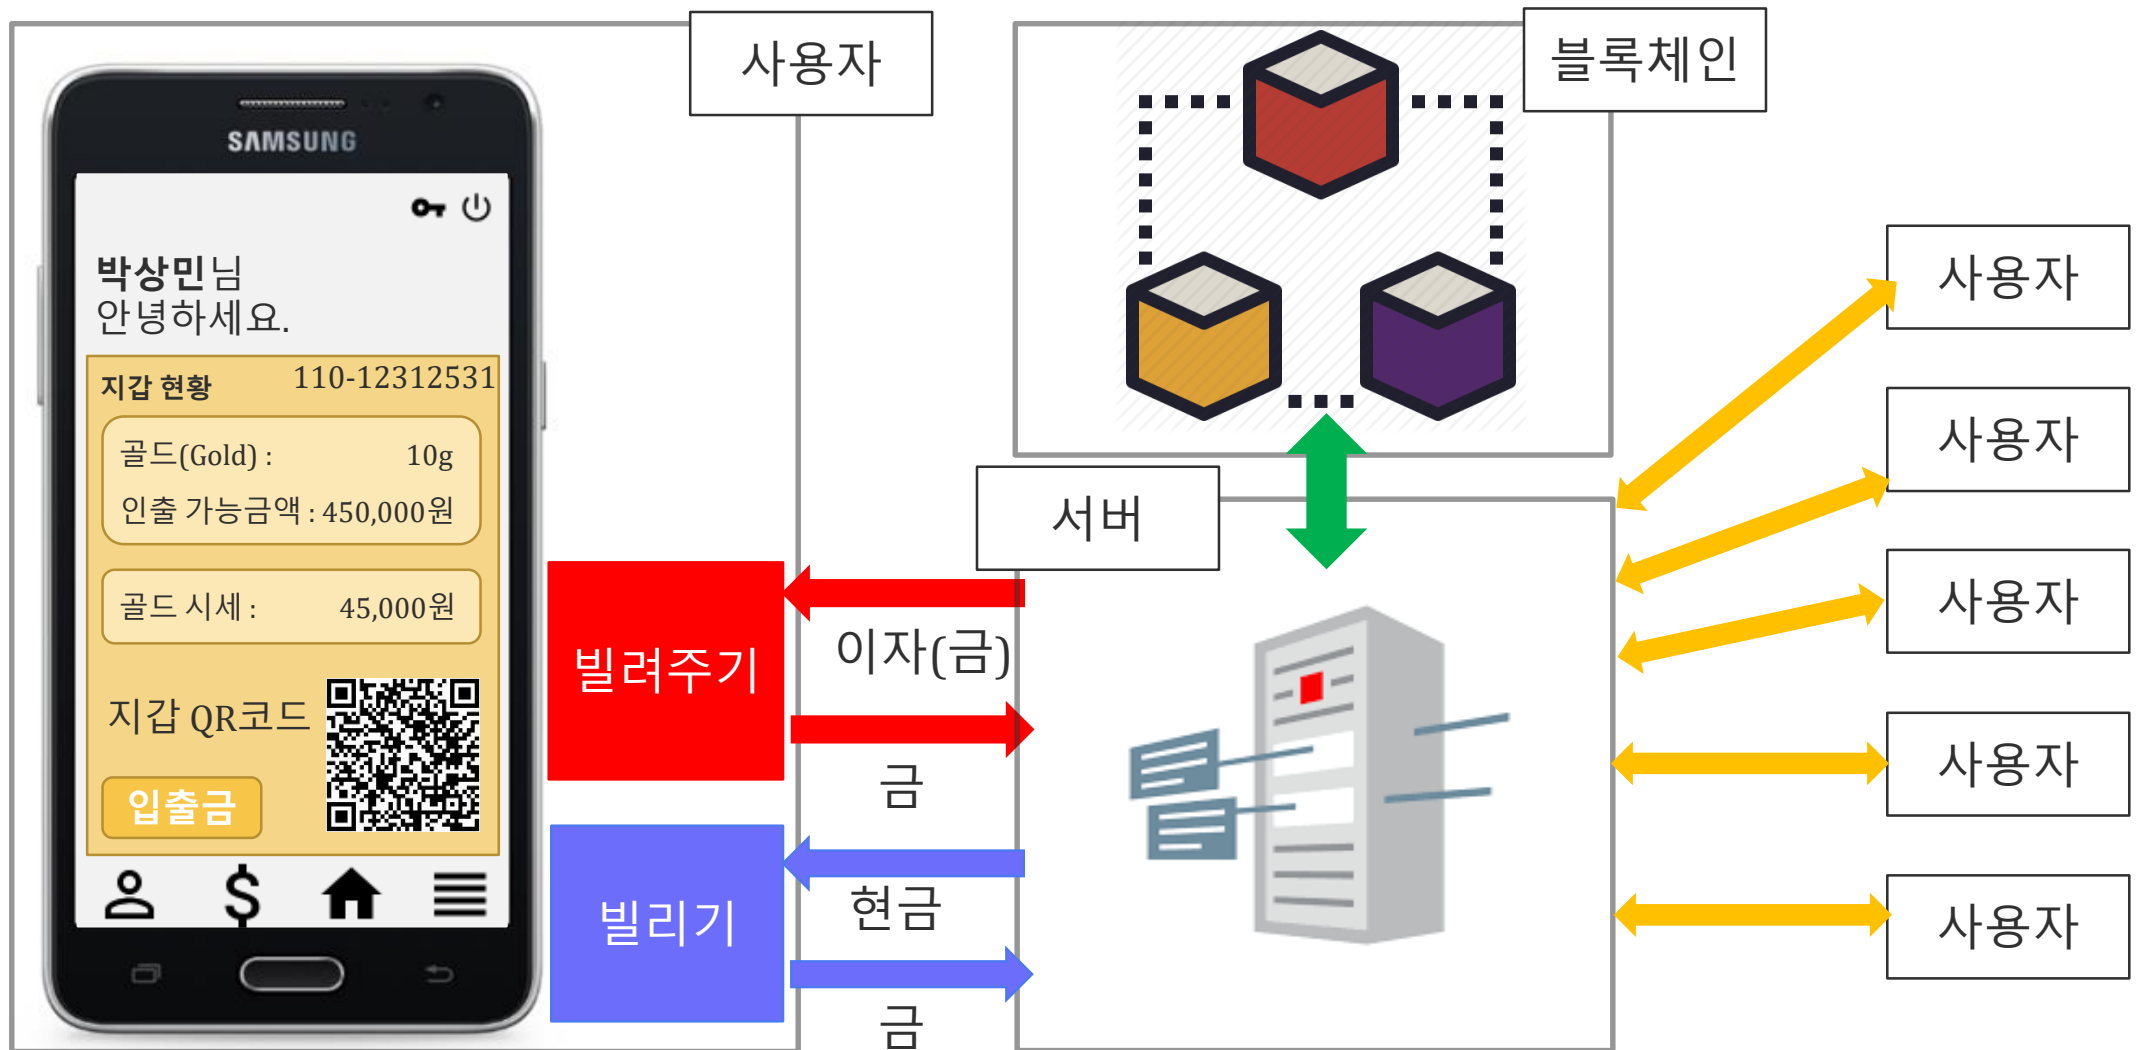 사용자
SAMSUNG
박상민님
안녕하세요.
지갑 현황 110-12312531
골드(Gold) : 10g
인출 가능금액 : 450,000원
골드 시세 : 45,000원
지갑 QR코드
입출금
빌려주기
빌리기
이자(금)
금
현금
금
블록체인
서버
사용자
사용자
사용자
사용자
사용자